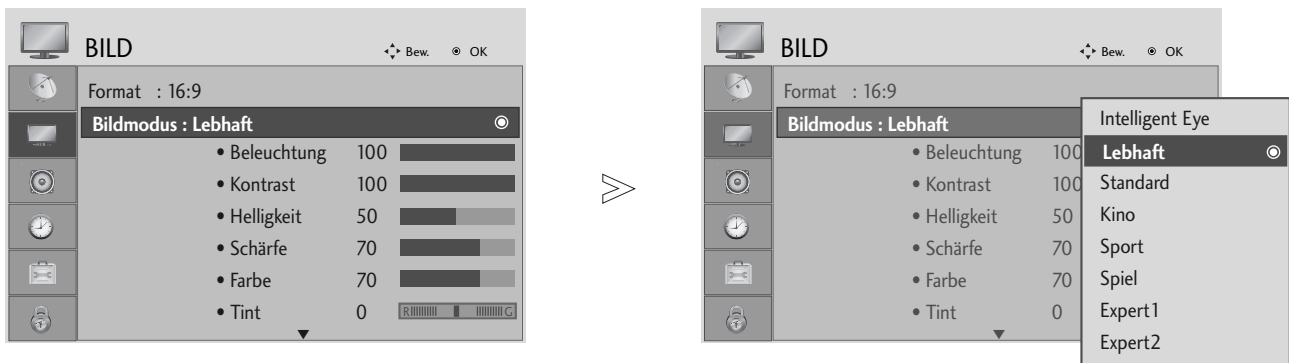 BILD
Bew. OK
Format : 16:9
Bildmodus : Lebhaft
• Beleuchtung 100
• Kontrast 100
• Helligkeit 50
• Schärfe 70
• Farbe 70
• Tint 0 R G
BILD
Bew. OK
Format : 16:9
Bildmodus : Lebhaft
• Beleuchtung 100
• Kontrast 100
• Helligkeit 50
• Schärfe 70
• Farbe 70
• Tint 0
Intelligent Eye
Lebhaft
Standard
Kino
Sport
Spiel
Expert1
Expert2